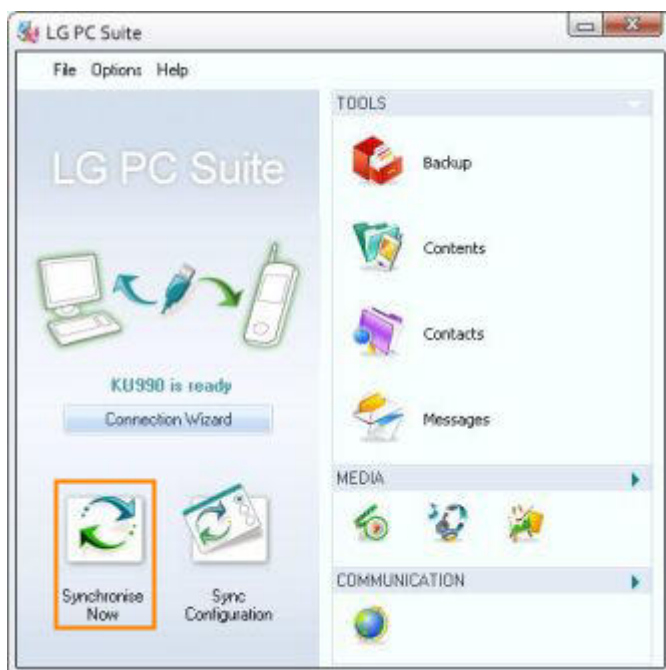 LG PC Suite
File Options Help
LG PC Suite
KU990 is ready
Connection Wizard
Synchronise
Now
Sync
Configuration
TOOLS
Backup
Contents
Contacts
Messages
MEDIA
COMMUNICATION